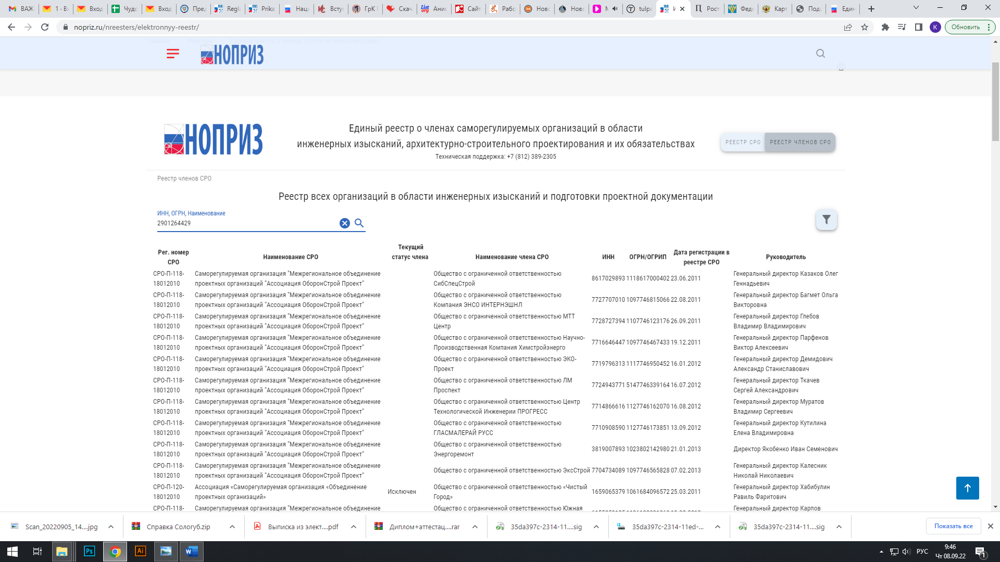 ВАЖ
1 - Вх
Вход
Чудс
Вход
Пред
Regla
Prika
Наци
Всту
ГрК
Скач
Анис
Сайт
Рабо
Новс
Новс
tulpa
Рост
Феде
Карт
Пода
Един
nopriz.ru/nreesters/elektronnyy-reestr/
К
Обновить
НОПРИЗ
НОПРИЗ
Единый реестр о членах саморегулируемых организаций в области
инженерных изысканий, архитектурно-строительного проектирования и их обязательствах
Техническая поддержка: +7 (812) 389-2305
РЕЕСТР СРО
РЕЕСТР ЧЛЕНОВ СРО
Реестр членов СРО
Реестр всех организаций в области инженерных изысканий и подготовки проектной документации
ИНН, ОГРН, Наименование
2901264429
Рег. номер СРО Наименование СРО Текущий статус члена Наименование члена СРО ИНН ОГРН/ОГРИП Дата регистрации в реестре СРО Руководитель
СРО-П-118- Саморегулируемая организация "Межрегиональное объединение Общество с ограниченной ответственностью Генеральный директор Казаков Олег
18012010 проектных организаций "Ассоциация ОборонСтрой Проект" СибСпецСтрой 8617029893 1118617000402 23.06.2011 Геннадьевич
СРО-П-118- Саморегулируемая организация "Межрегиональное объединение Общество с ограниченной ответственностью Генеральный директор Багмет Ольга
18012010 проектных организаций "Ассоциация ОборонСтрой Проект" Компания ЭНСО ИНТЕРНЭШНЛ 7727707010 1097746815066 22.08.2011 Викторовна
СРО-П-118- Саморегулируемая организация "Межрегиональное объединение Общество с ограниченной ответственностью МТТ Генеральный директор Глебов
18012010 проектных организаций "Ассоциация ОборонСтрой Проект" Центр 7728727394 1107746123176 26.09.2011 Владимир Владимирович
СРО-П-118- Саморегулируемая организация "Межрегиональное объединение Общество с ограниченной ответственностью Научно- Генеральный директор Парфенов
18012010 проектных организаций "Ассоциация ОборонСтрой Проект" Производственная Компания Химстройэнерго 7716646447 1097746467433 19.12.2011 Виктор Алексеевич
СРО-П-118- Саморегулируемая организация "Межрегиональное объединение Общество с ограниченной ответственностью ЭКО- Генеральный директор Демидович
18012010 проектных организаций "Ассоциация ОборонСтрой Проект" Проект 7719796313 1117746950452 16.01.2012 Александр Станиславович
СРО-П-118- Саморегулируемая организация "Межрегиональное объединение Общество с ограниченной ответственностью ЛМ Генеральный директор Ткачев
18012010 проектных организаций "Ассоциация ОборонСтрой Проект" Проспект 7724943771 5147746339164 16.07.2012 Сергей Александрович
СРО-П-118- Саморегулируемая организация "Межрегиональное объединение Общество с ограниченной ответственностью Центр Генеральный директор Муратов
18012010 проектных организаций "Ассоциация ОборонСтрой Проект" Технологической Инженерии ПРОГРЕСС 7714866616 1127746162070 16.08.2012 Владимир Сергеевич
СРО-П-118- Саморегулируемая организация "Межрегиональное объединение Общество с ограниченной ответственностью Генеральный директор Кутилина
18012010 проектных организаций "Ассоциация ОборонСтрой Проект" ГЛАСМАЛЕРАЙ РУСС 7710908590 1127746173851 13.09.2012 Елена Владимировна
СРО-П-118- Саморегулируемая организация "Межрегиональное объединение Общество с ограниченной ответственностью
18012010 проектных организаций "Ассоциация ОборонСтрой Проект" Энергоремонт 3819007893 1023802142980 21.01.2013 Директор Якобенко Иван Семенович
СРО-П-118- Саморегулируемая организация "Межрегиональное объединение Генеральный директор Калесник
18012010 проектных организаций "Ассоциация ОборонСтрой Проект" Общество с ограниченной ответственностью ЭксСтрой 7704734089 1097746565828 07.02.2013 Николай Николаевич
СРО-П-120- Ассоциация «Саморегулируемая организация «Объединение Общество с ограниченной ответственностью «Чистый Генеральный директор Хабибулин
18012010 проектных организаций» Исключен Город» 1659065379 1061684096572 25.03.2011 Равиль Фаритович
СРО-П-118- Саморегулируемая организация "Межрегиональное объединение Общество с ограниченной ответственностью Южная Генеральный директор Карпов
Scan_20220905_14....jpg
Справка Сологуб.zip
Выписка из элект....pdf
Диплом+аттестац....rar
35da397c-2314-11....sig
35da397c-2314-11ed-...
35da397c-2314-11....sig
Показать все
Ps
Ai
РУС
9:46
Чт 08.09.22
1